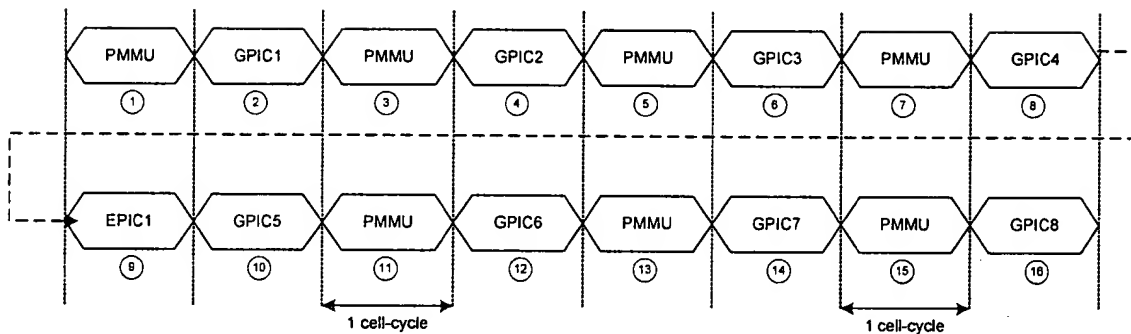 PMMU GPIC1 PMMU GPIC2 PMMU GPIC3 PMMU GPIC4
1 2 3 4 5 6 7 8
EPIC1 GPIC5 PMMU GPIC6 PMMU GPIC7 PMMU GPIC8
9 10 11 12 13 14 15 16
1 cell-cycle 1 cell-cycle